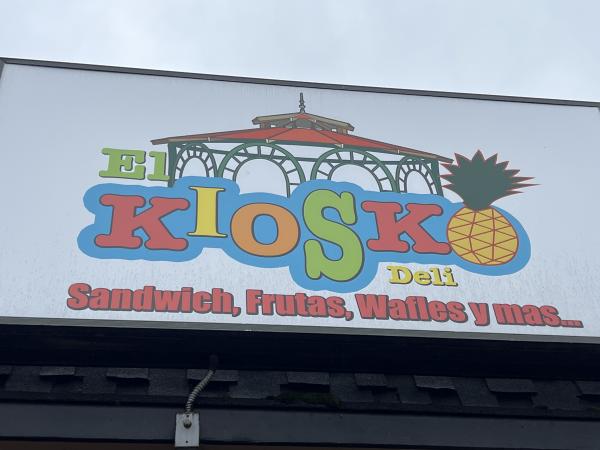 El
KIOSKO
Deli
Sandwich, Frutas, Wafles y mas...